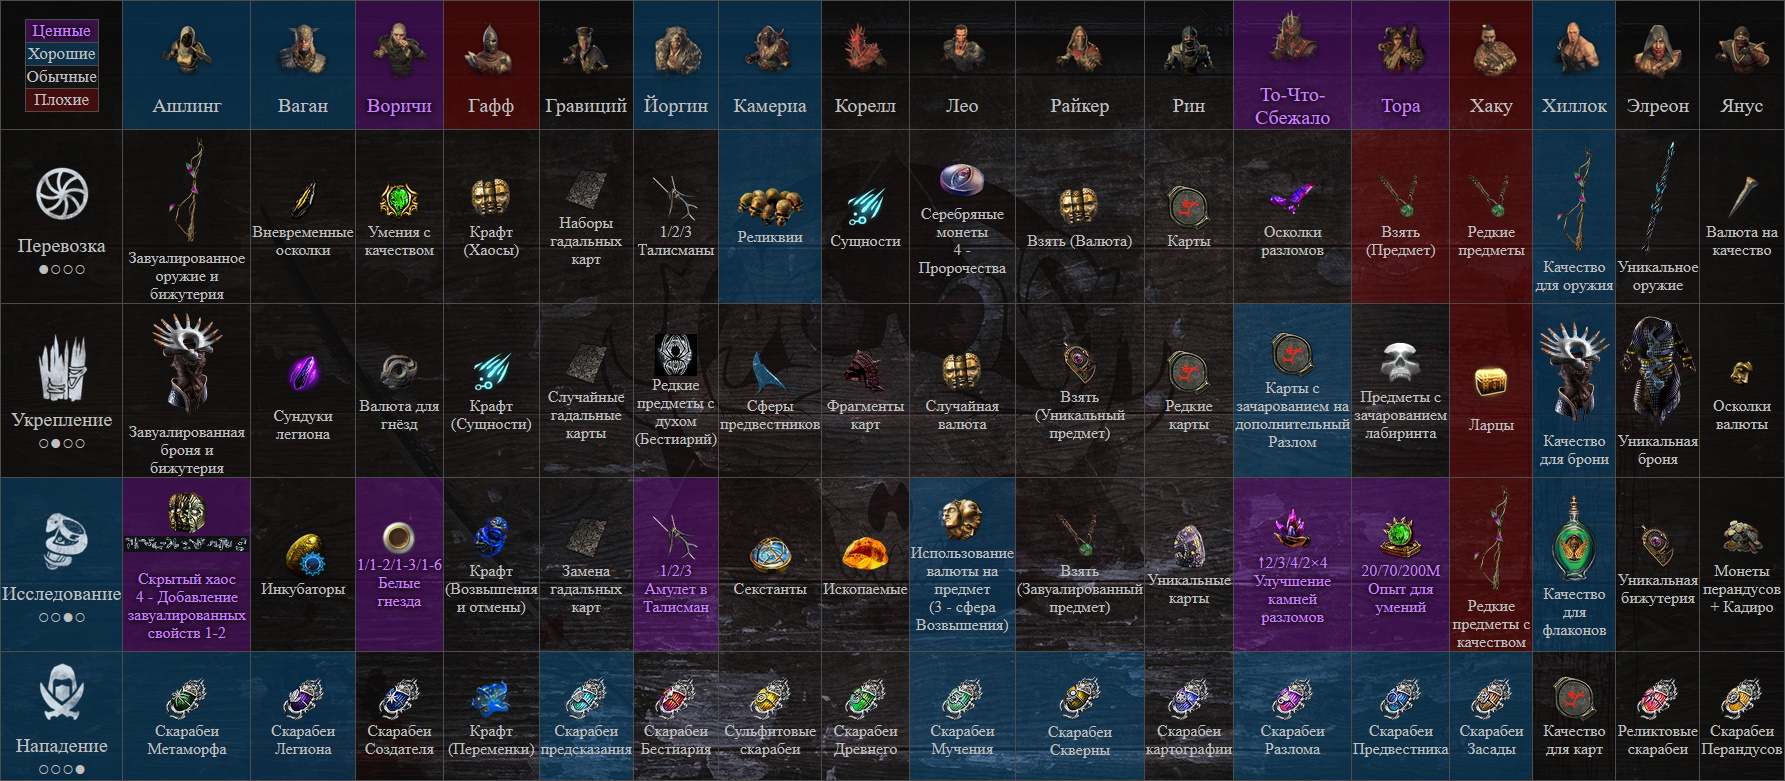 Ценные
Хорошие
Обычные
Плохие
Ашлинг
Ваган
Воричи
Гафф
Гравиций
Йоргин
Камериа
Корелл
Лео
Райкер
Рин
То-Что-
Сбежало
Тора
Хаку
Хиллок
Элреон
Янус
Перевозка
Завуалированное
оружие и
бижутерия
Вневременные
осколки
Умения с
качеством
Крафт
(Хаосы)
Наборы
гадальных
карт
1/2/3
Талисманы
Реликвии
Сущности
Серебряные
монеты
4 -
Пророчества
Взять (Валюта)
Карты
Осколки
разломов
Взять
(Предмет)
Редкие
предметы
Качество
для оружия
Уникальное
оружие
Валюта на
качество
Укрепление
Завуалированная
броня и
бижутерия
Сундуки
легиона
Валюта для
гнёзд
Крафт
(Сущности)
Случайные
гадальные
карты
Редкие
предметы с
духом
(Бестиарий)
Сферы
предвестников
Фрагменты
карт
Случайная
валюта
Взять
(Уникальный
предмет)
Редкие
карты
Карты с
зачарованием на
дополнительный
Разлом
Предметы с
зачарованием
лабиринта
Ларцы
Качество
для брони
Уникальная
броня
Осколки
валюты
Исследование
Скрытый хаос
4 - Добавление
завуалированных
свойств 1-2
Инкубаторы
1/1-2/1-3/1-6
Белые
гнезда
Крафт
(Возвышения
и отмены)
Замена
гадальных
карт
1/2/3
Амулет в
Талисман
Секстанты
Ископаемые
Использование
валюты на
предмет
(3 - сфера
Возвышения)
Взять
(Завуалированный
предмет)
Уникальные
карты
↑2/3/4/2×4
Улучшение
камней
разломов
20/70/200М
Опыт для
умений
Редкие
предметы с
качеством
Качество
для
флаконов
Уникальная
бижутерия
Монеты
перандусов
+ Кадиро
Нападение
Скарабеи
Метаморфа
Скарабеи
Легиона
Скарабеи
Создателя
Крафт
(Переменки)
Скарабеи
предсказания
Скарабеи
Бестиария
Сульфитовые
скарабеи
Скарабеи
Древнего
Скарабеи
Мучения
Скарабеи
Скверны
Скарабеи
картографии
Скарабеи
Разлома
Скарабеи
Предвестника
Скарабеи
Засады
Качество
для карт
Реликтовые
скарабеи
Скарабеи
Перандусов